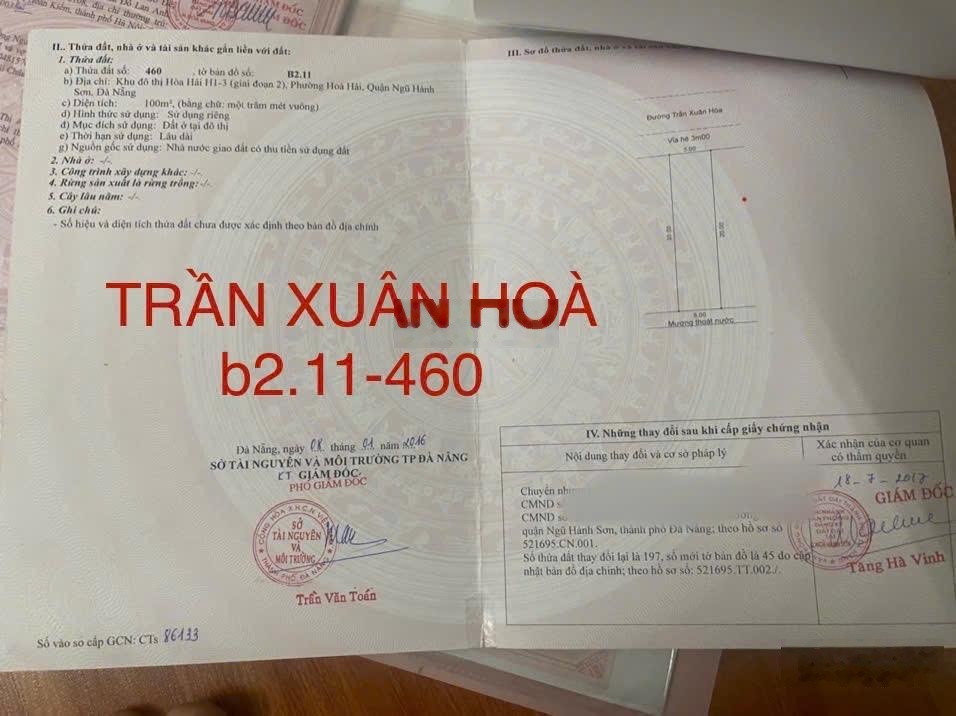 II.. Thửa đất, nhà ở và tài sản khác gắn liền với đất:
1. Thửa đất:
a) Thửa đất số: 460 , tờ bản đồ số: B2.11
b) Địa chỉ: Khu đô thị Hòa Hải H1-3 (giai đoạn 2), Phường Hoà Hải, Quận Ngũ Hành
Sơn, Đà Nẵng
c) Diện tích: 100m², (bằng chữ: một trăm mét vuông)
d) Hình thức sử dụng: Sử dụng riêng
đ) Mục đích sử dụng: Đất ở tại đô thị
e) Thời hạn sử dụng: Lâu dài
g) Nguồn gốc sử dụng: Nhà nước giao đất có thu tiền sử dụng đất
2. Nhà ở: -/-
3. Công trình xây dựng khác: -/-
4. Rừng sản xuất là rừng trồng:-/-
5. Cây lâu năm: -/-
6. Ghi chú:
- Số hiệu và diện tích thửa đất chưa được xác định theo bản đồ địa chính
TRẦN XUÂN HOÀ
b2.11-460
Đà Nẵng, ngày 08 tháng 01 năm 2016
SỞ TÀI NGUYÊN VÀ MÔI TRƯỜNG TP ĐÀ NẴNG
KT GIÁM ĐỐC
PHÓ GIÁM ĐỐC
SỞ
TÀI NGUYÊN
VÀ
MÔI TRƯỜNG
Trần Văn Toán
Số vào sổ cấp GCN: CTs 86133
III. Sơ đồ thửa đất, nhà ở
Đường Trần Xuân Hòa
Vỉa hè 3m00
5.00
20.00
20.00
5.00
Mương thoát nước
IV. Những thay đổi sau khi cấp giấy chứng nhận
Nội dung thay đổi và cơ sở pháp lý
Xác nhận của cơ quan
có thẩm quyền
Chuyển
CMND
CMND
quận Ngũ Hành Sơn, thành phố Đà Nẵng; theo hồ sơ số
521695.CN.001.
Số thửa đất thay đổi lại là 197, số mới tờ bản đồ là 45 do cập
nhật bản đồ địa chính; theo hồ sơ số: 521695.TT.002./.
18-7-2017
GIÁM ĐỐC
Tăng Hà Vinh